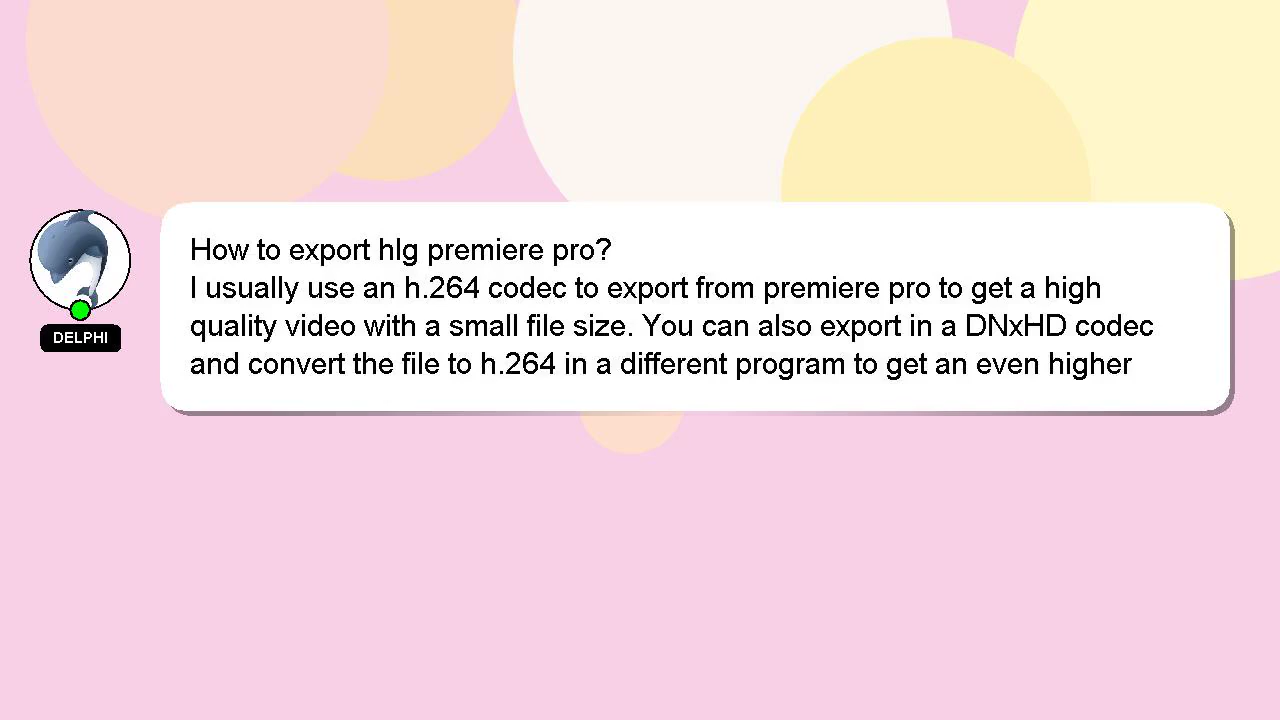 How to export hlg premiere pro?
I usually use an h.264 codec to export from premiere pro to get a high
quality video with a small file size. You can also export in a DNxHD codec
and convert the file to h.264 in a different program to get an even higher
DELPHI